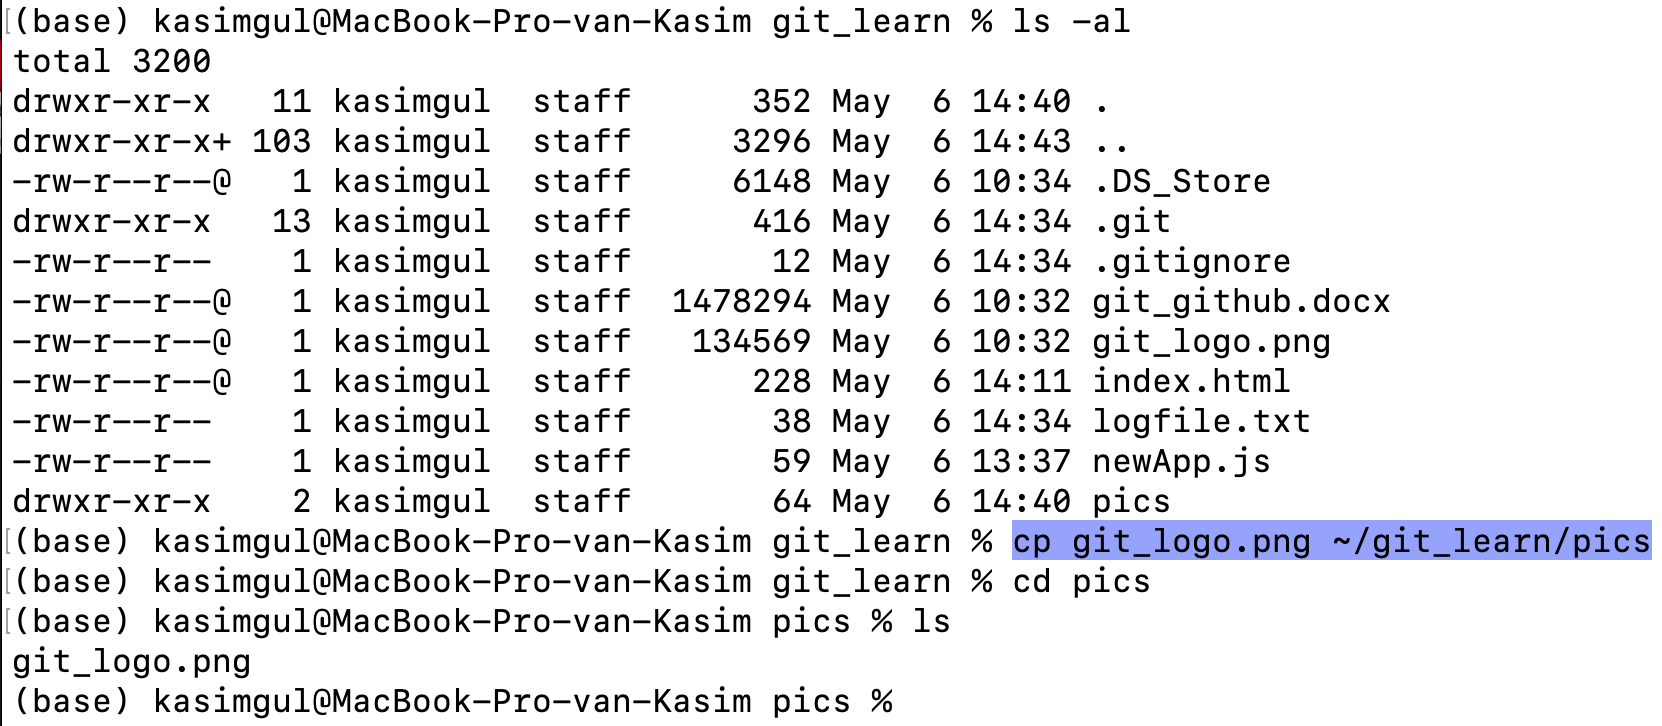 (base) kasimgul@MacBook-Pro-van-Kasim git_learn % ls -al
total 3200
drwxr-xr-x   11 kasimgul  staff      352 May  6 14:40 .
drwxr-xr-x+ 103 kasimgul  staff     3296 May  6 14:43 ..
-rw-r--r--@   1 kasimgul  staff     6148 May  6 10:34 .DS_Store
drwxr-xr-x   13 kasimgul  staff      416 May  6 14:34 .git
-rw-r--r--    1 kasimgul  staff       12 May  6 14:34 .gitignore
-rw-r--r--@   1 kasimgul  staff  1478294 May  6 10:32 git_github.docx
-rw-r--r--@   1 kasimgul  staff   134569 May  6 10:32 git_logo.png
-rw-r--r--@   1 kasimgul  staff      228 May  6 14:11 index.html
-rw-r--r--    1 kasimgul  staff       38 May  6 14:34 logfile.txt
-rw-r--r--    1 kasimgul  staff       59 May  6 13:37 newApp.js
drwxr-xr-x    2 kasimgul  staff       64 May  6 14:40 pics
(base) kasimgul@MacBook-Pro-van-Kasim git_learn % cp git_logo.png ~/git_learn/pics
(base) kasimgul@MacBook-Pro-van-Kasim git_learn % cd pics
(base) kasimgul@MacBook-Pro-van-Kasim pics % ls
git_logo.png
(base) kasimgul@MacBook-Pro-van-Kasim pics %